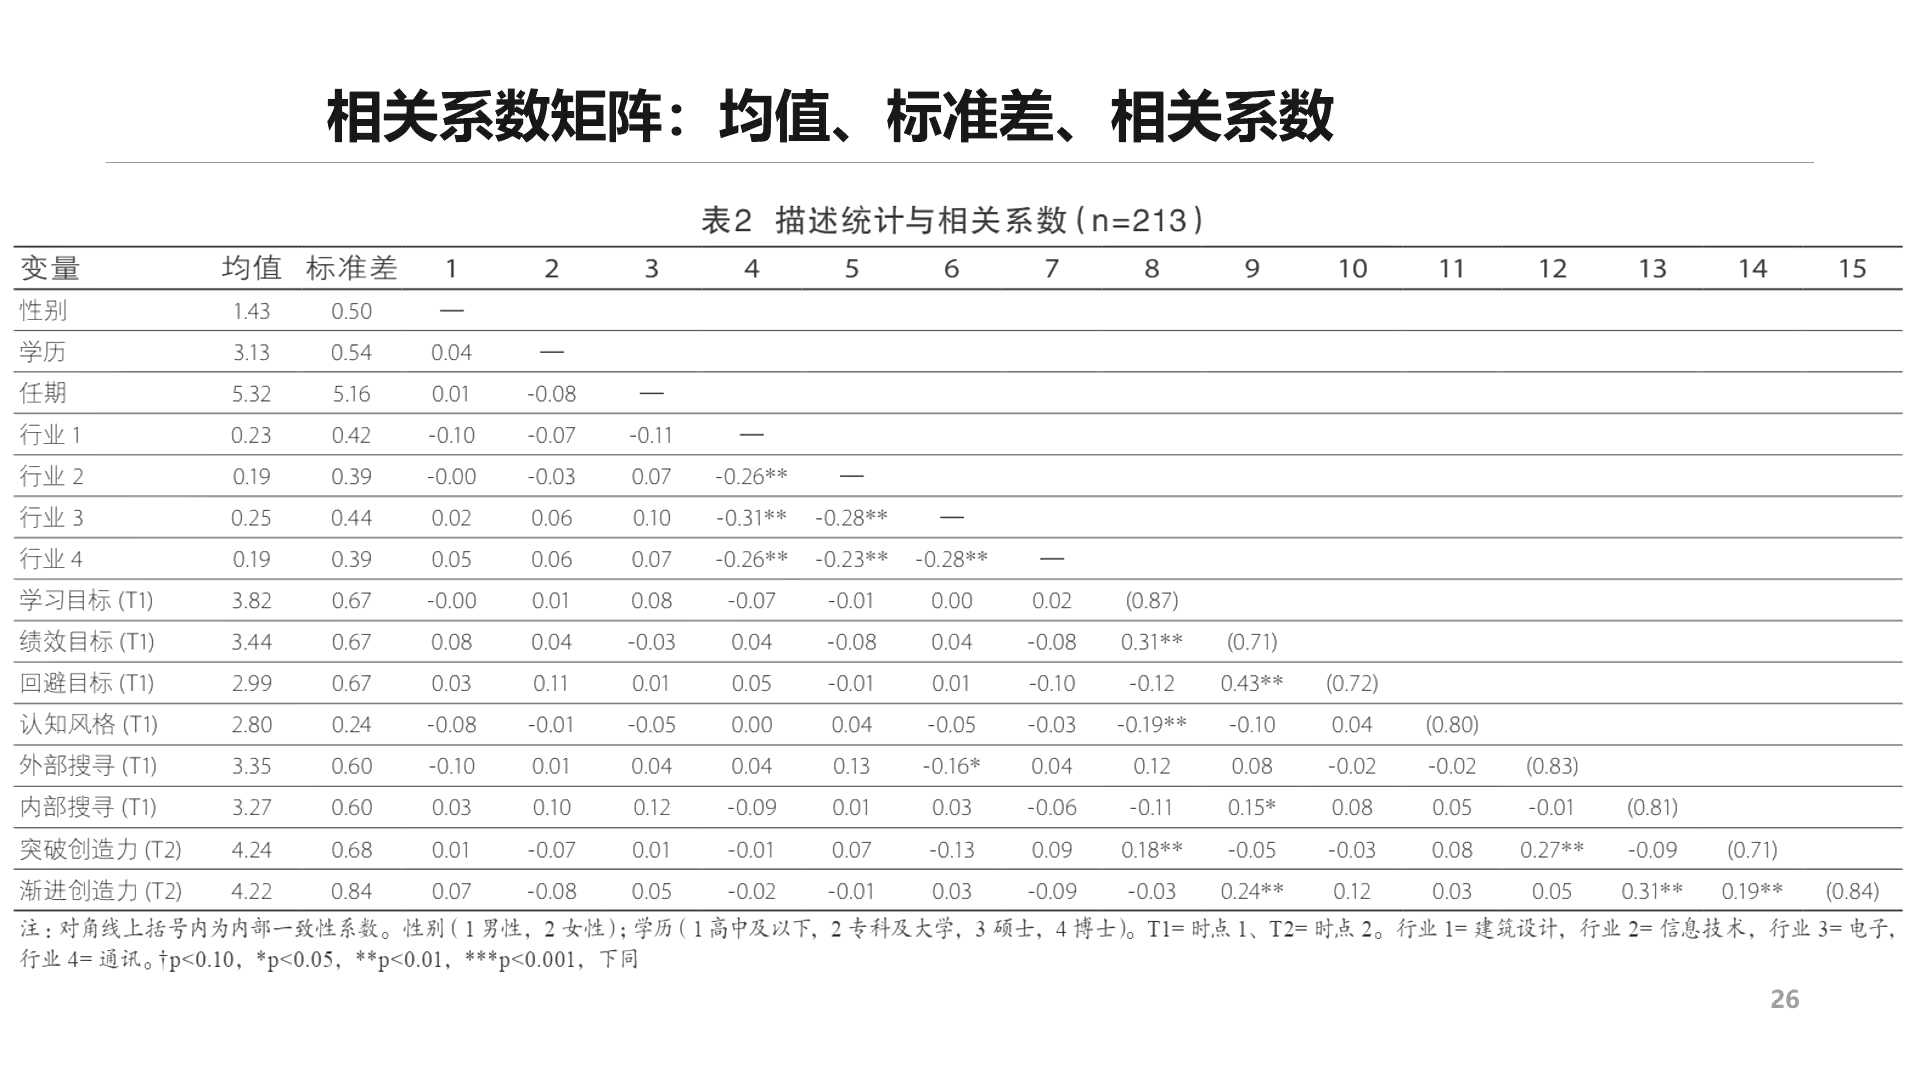 相关系数矩阵：均值、标准差、相关系数
表2 描述统计与相关系数（n=213）
变量 均值 标准差 1 2 3 4 5 6 7 8 9 10 11 12 13 14 15
性别 1.43 0.50 —
学历 3.13 0.54 0.04 —
任期 5.32 5.16 0.01 -0.08 —
行业 1 0.23 0.42 -0.10 -0.07 -0.11 —
行业 2 0.19 0.39 -0.00 -0.03 0.07 -0.26** —
行业 3 0.25 0.44 0.02 0.06 0.10 -0.31** -0.28** —
行业 4 0.19 0.39 0.05 0.06 0.07 -0.26** -0.23** -0.28** —
学习目标 (T1) 3.82 0.67 -0.00 0.01 0.08 -0.07 -0.01 0.00 0.02 (0.87)
绩效目标 (T1) 3.44 0.67 0.08 0.04 -0.03 0.04 -0.08 0.04 -0.08 0.31** (0.71)
回避目标 (T1) 2.99 0.67 0.03 0.11 0.01 0.05 -0.01 0.01 -0.10 -0.12 0.43** (0.72)
认知风格 (T1) 2.80 0.24 -0.08 -0.01 -0.05 0.00 0.04 -0.05 -0.03 -0.19** -0.10 0.04 (0.80)
外部搜寻 (T1) 3.35 0.60 -0.10 0.01 0.04 0.04 0.13 -0.16* 0.04 0.12 0.08 -0.02 -0.02 (0.83)
内部搜寻 (T1) 3.27 0.60 0.03 0.10 0.12 -0.09 0.01 0.03 -0.06 -0.11 0.15* 0.08 0.05 -0.01 (0.81)
突破创造力 (T2) 4.24 0.68 0.01 -0.07 0.01 -0.01 0.07 -0.13 0.09 0.18** -0.05 -0.03 0.08 0.27** -0.09 (0.71)
渐进创造力 (T2) 4.22 0.84 0.07 -0.08 0.05 -0.02 -0.01 0.03 -0.09 -0.03 0.24** 0.12 0.03 0.05 0.31** 0.19** (0.84)
注：对角线上括号内为内部一致性系数。性别（1 男性，2 女性）；学历（1 高中及以下，2 专科及大学，3 硕士，4 博士）。T1= 时点 1、T2= 时点 2。行业 1= 建筑设计，行业 2= 信息技术，行业 3= 电子，
行业 4= 通讯。†p<0.10，*p<0.05，**p<0.01，***p<0.001，下同
26